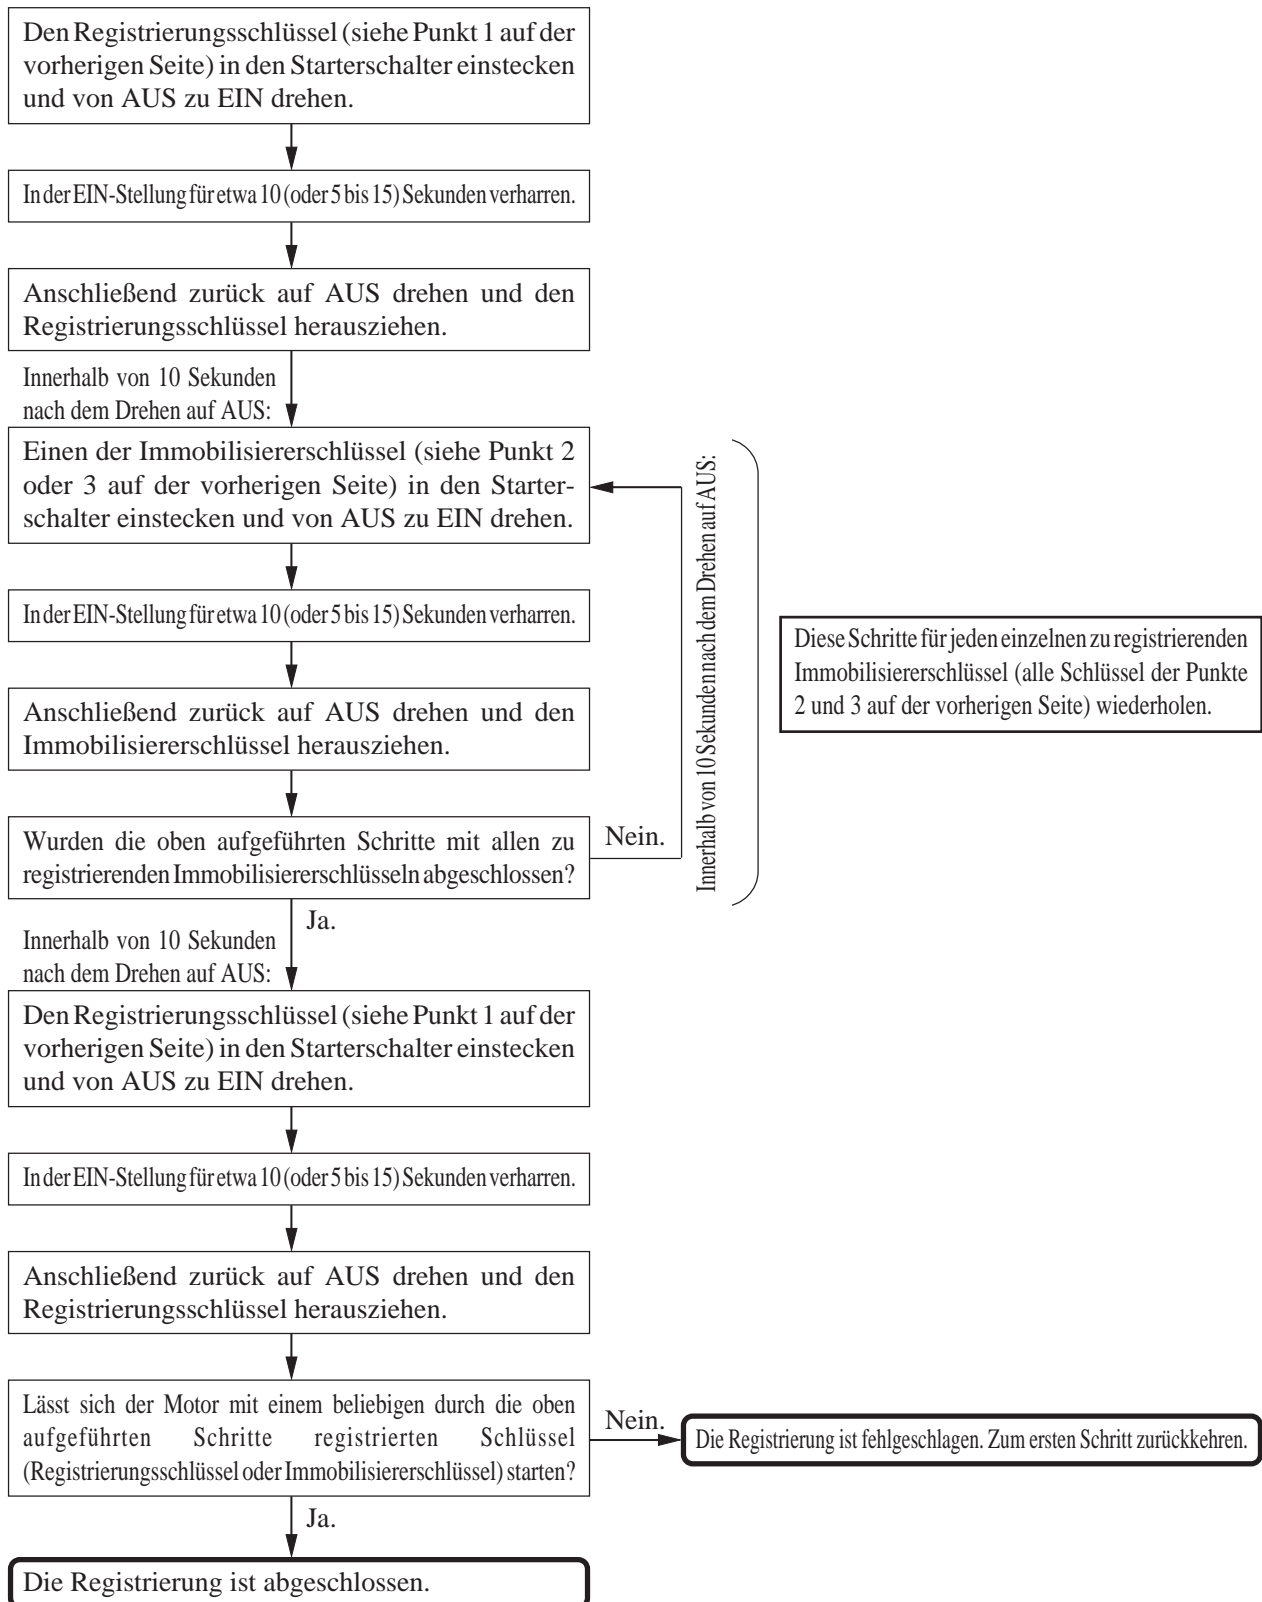 Den Registrierungsschlüssel (siehe Punkt 1 auf der
vorherigen Seite) in den Starterschalter einstecken
und von AUS zu EIN drehen.
In der EIN-Stellung für etwa 10 (oder 5 bis 15) Sekunden verharren.
Anschließend zurück auf AUS drehen und den
Registrierungsschlüssel herausziehen.
Innerhalb von 10 Sekunden
nach dem Drehen auf AUS:
Einen der Immobilisiererschlüssel (siehe Punkt 2
oder 3 auf der vorherigen Seite) in den Starter-
schalter einstecken und von AUS zu EIN drehen.
In der EIN-Stellung für etwa 10 (oder 5 bis 15) Sekunden verharren.
Anschließend zurück auf AUS drehen und den
Immobilisiererschlüssel herausziehen.
Wurden die oben aufgeführten Schritte mit allen zu
registrierenden Immobilisiererschlüsseln abgeschlossen?
Nein.
Innerhalb von 10 Sekunden nach dem Drehen auf AUS:
Diese Schritte für jeden einzelnen zu registrierenden
Immobilisiererschlüssel (alle Schlüssel der Punkte
2 und 3 auf der vorherigen Seite) wiederholen.
Ja.
Innerhalb von 10 Sekunden
nach dem Drehen auf AUS:
Den Registrierungsschlüssel (siehe Punkt 1 auf der
vorherigen Seite) in den Starterschalter einstecken
und von AUS zu EIN drehen.
In der EIN-Stellung für etwa 10 (oder 5 bis 15) Sekunden verharren.
Anschließend zurück auf AUS drehen und den
Registrierungsschlüssel herausziehen.
Lässt sich der Motor mit einem beliebigen durch die oben
aufgeführten Schritte registrierten Schlüssel
(Registrierungsschlüssel oder Immobilisiererschlüssel) starten?
Nein.
Die Registrierung ist fehlgeschlagen. Zum ersten Schritt zurückkehren.
Ja.
Die Registrierung ist abgeschlossen.